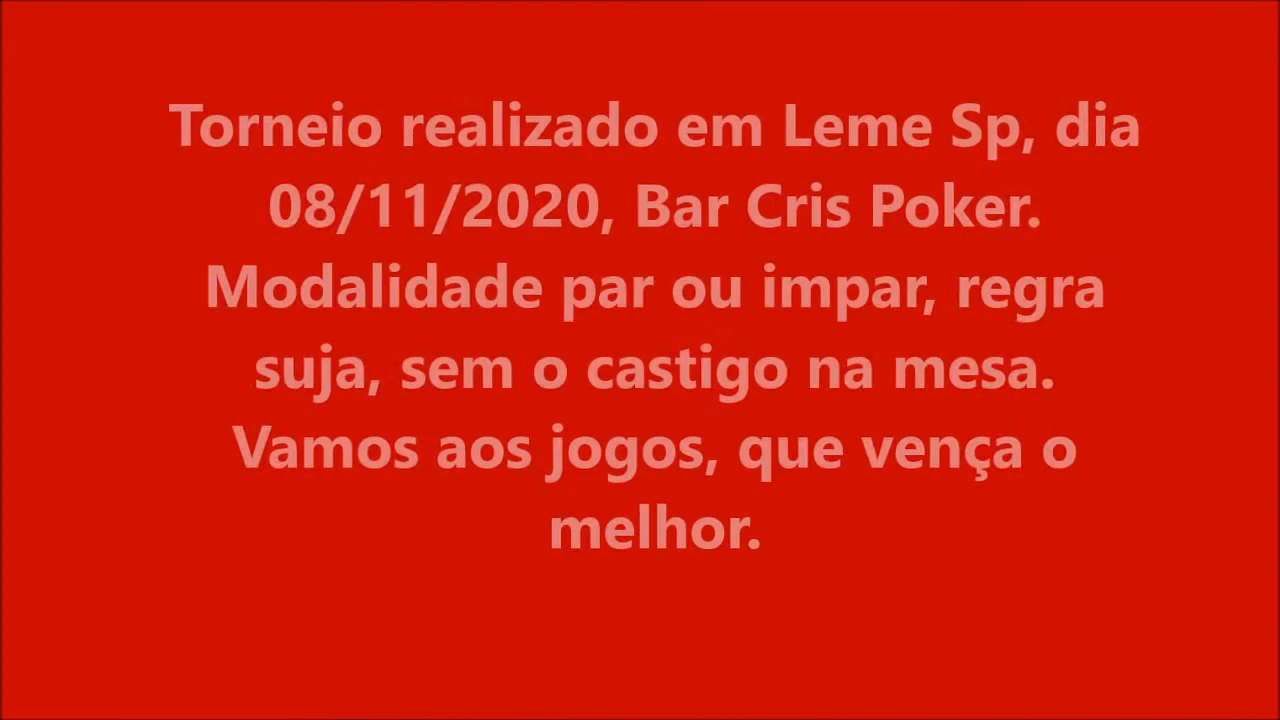 Torneio realizado em Leme Sp, dia
08/11/2020, Bar Cris Poker.
Modalidade par ou impar, regra
suja, sem o castigo na mesa.
Vamos aos jogos, que vença o
melhor.